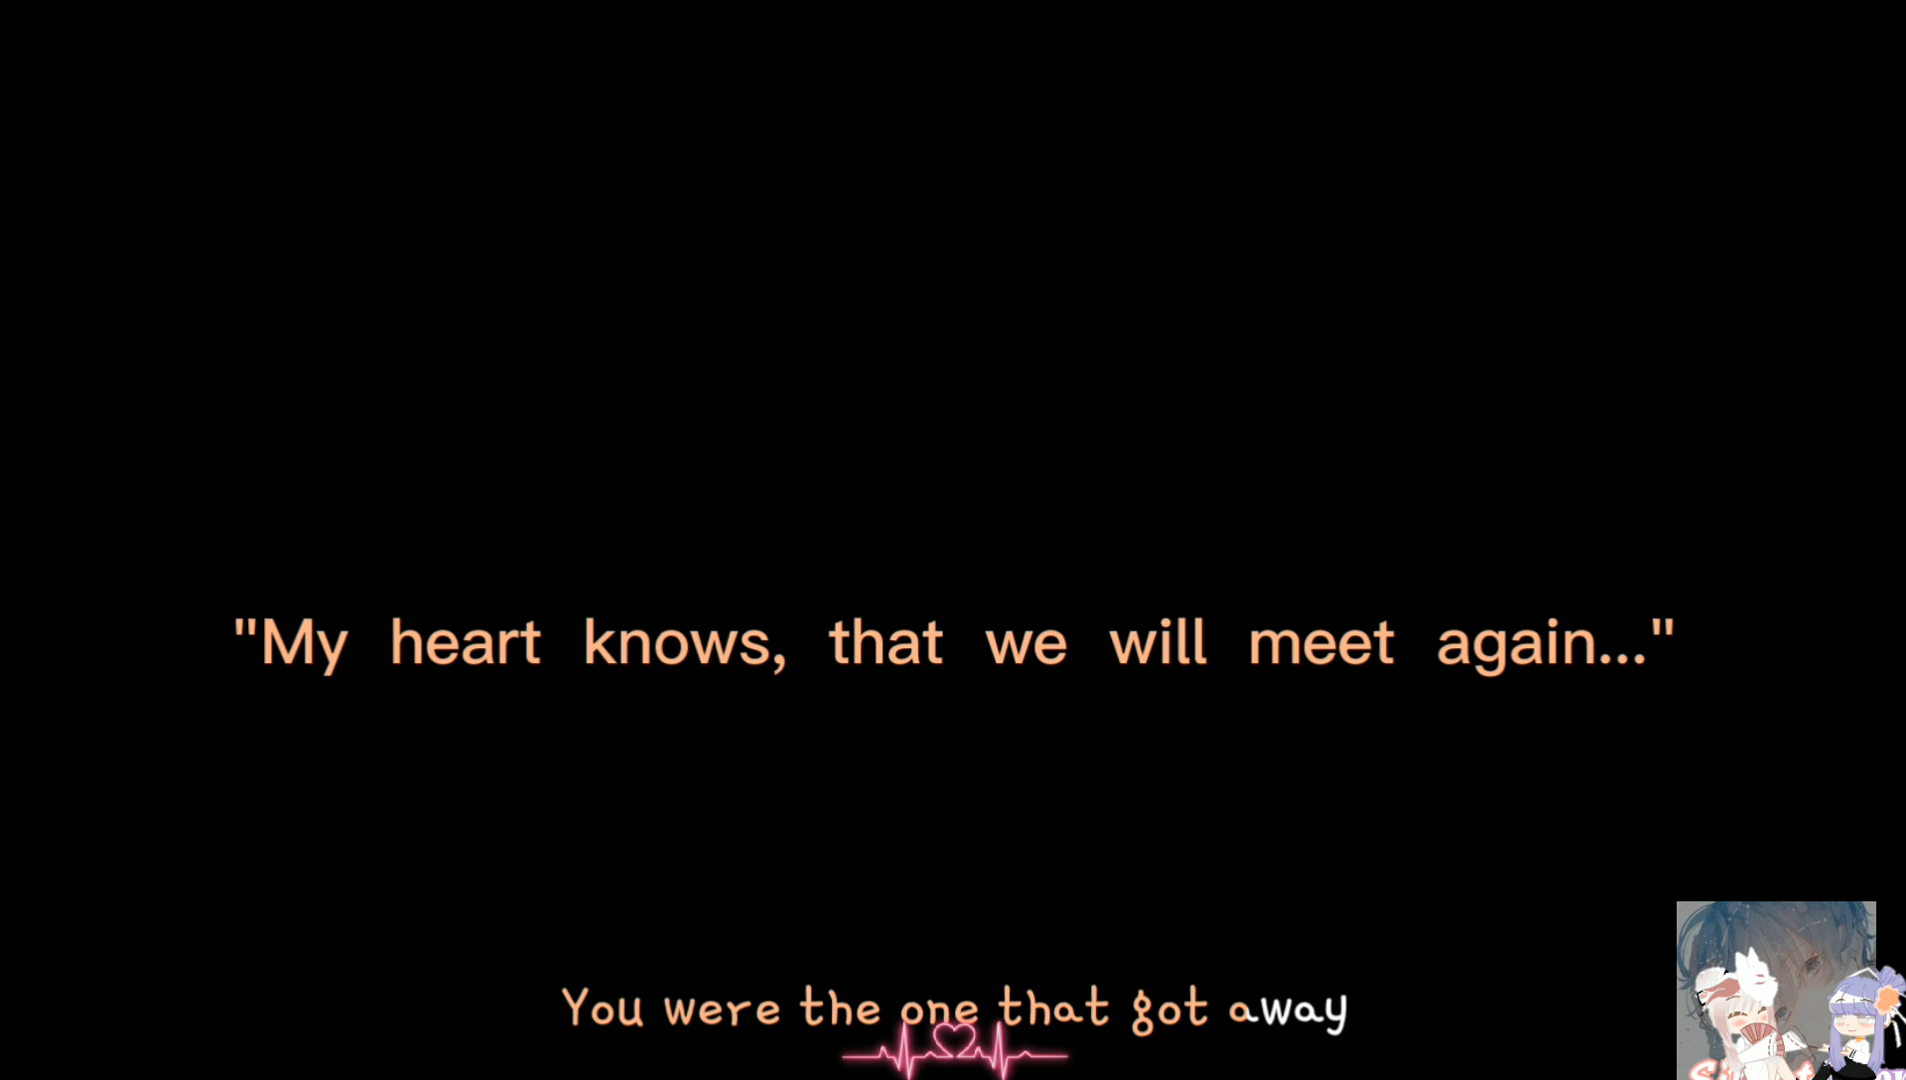 "My heart knows, that we will meet again..."
You were the one that got away